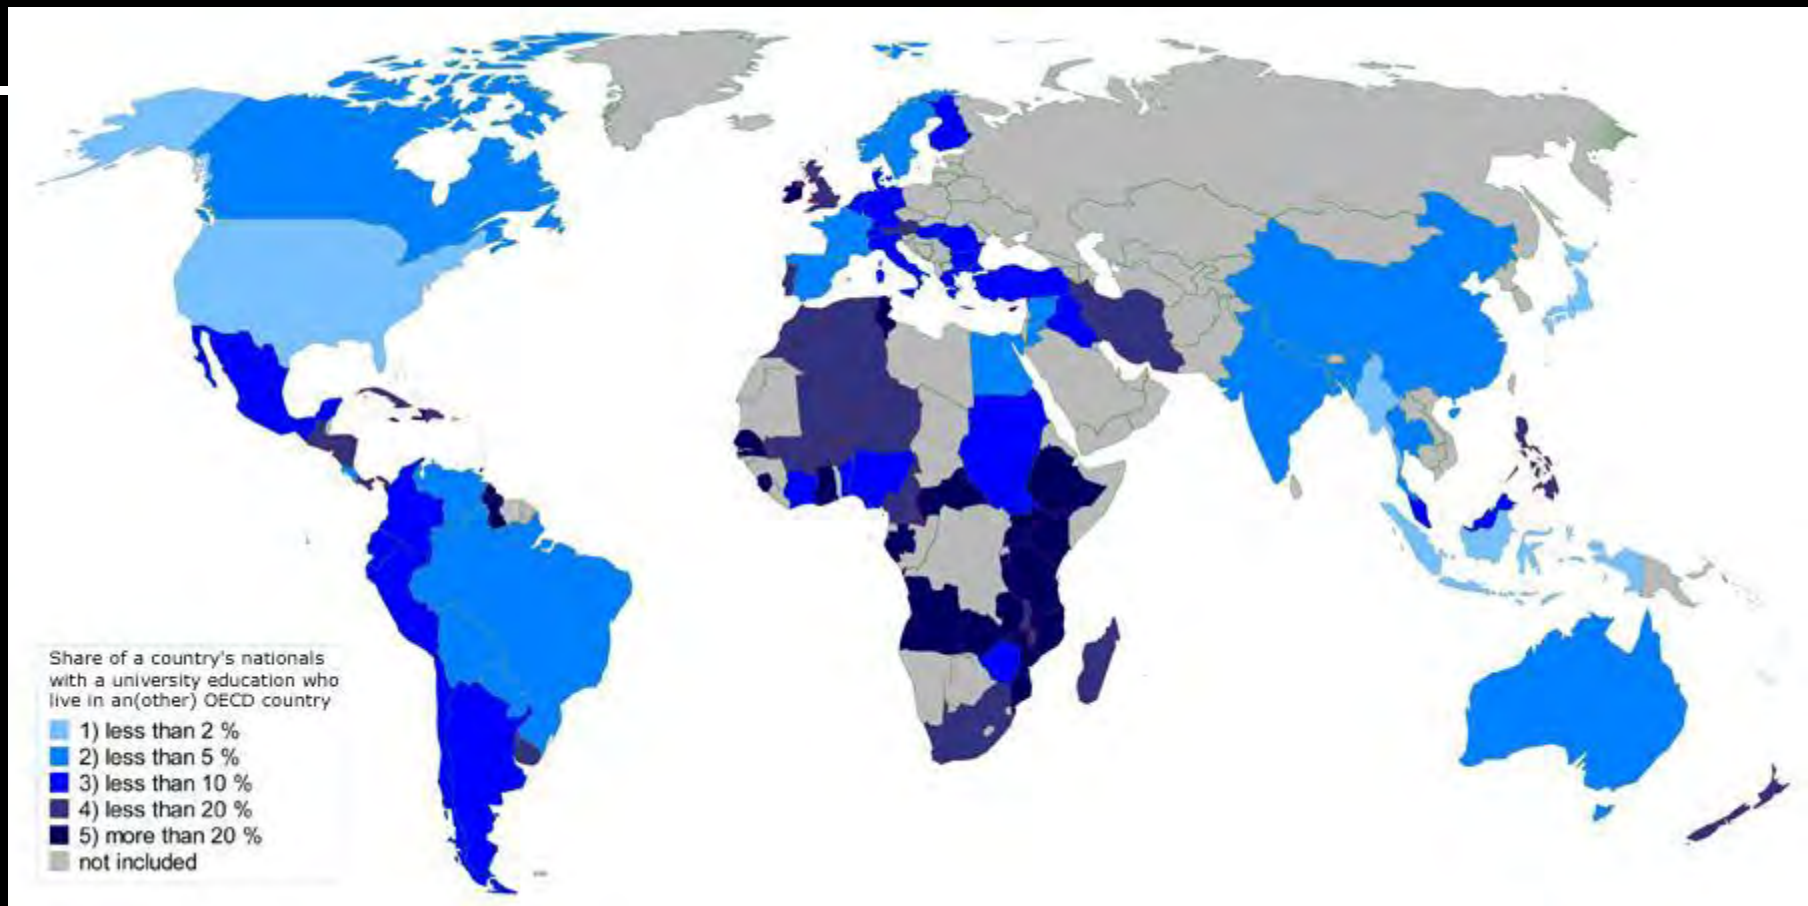 Share of a country's nationals
with a university education who
live in an(other) OECD country
1) less than 2 %
2) less than 5 %
3) less than 10 %
4) less than 20 %
5) more than 20 %
not included